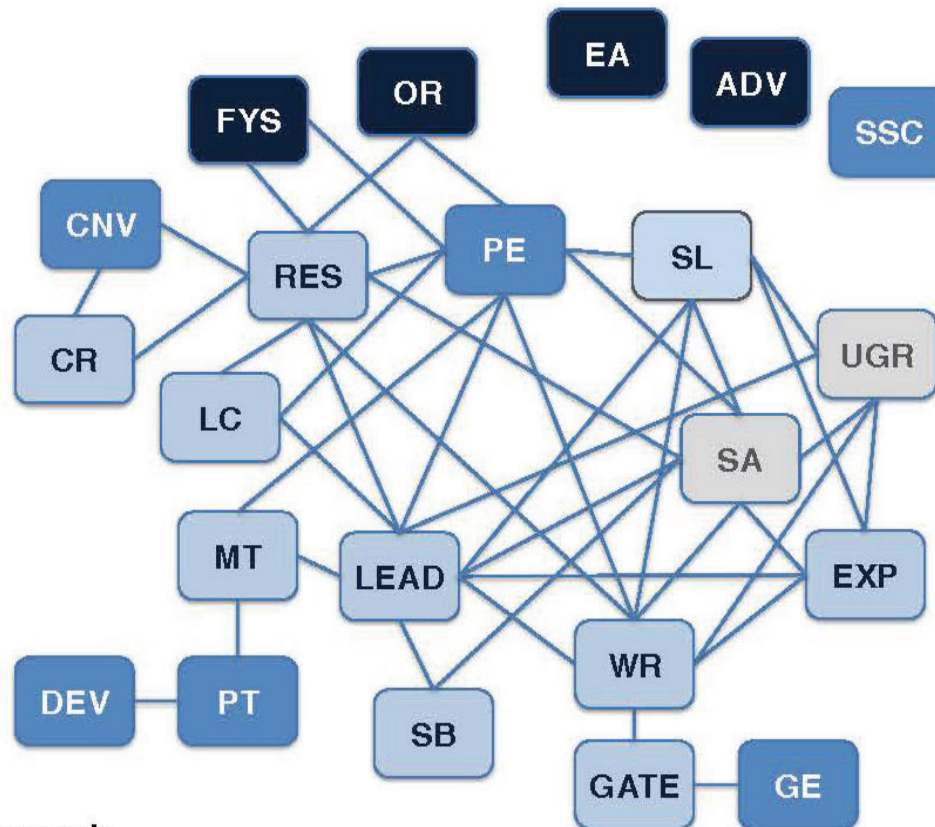 EA
OR
ADV
FYS
SSC
CNV
PE
SL
RES
UGR
CR
LC
SA
MT
LEAD
EXP
WR
DEV
PT
SB
GATE
GE